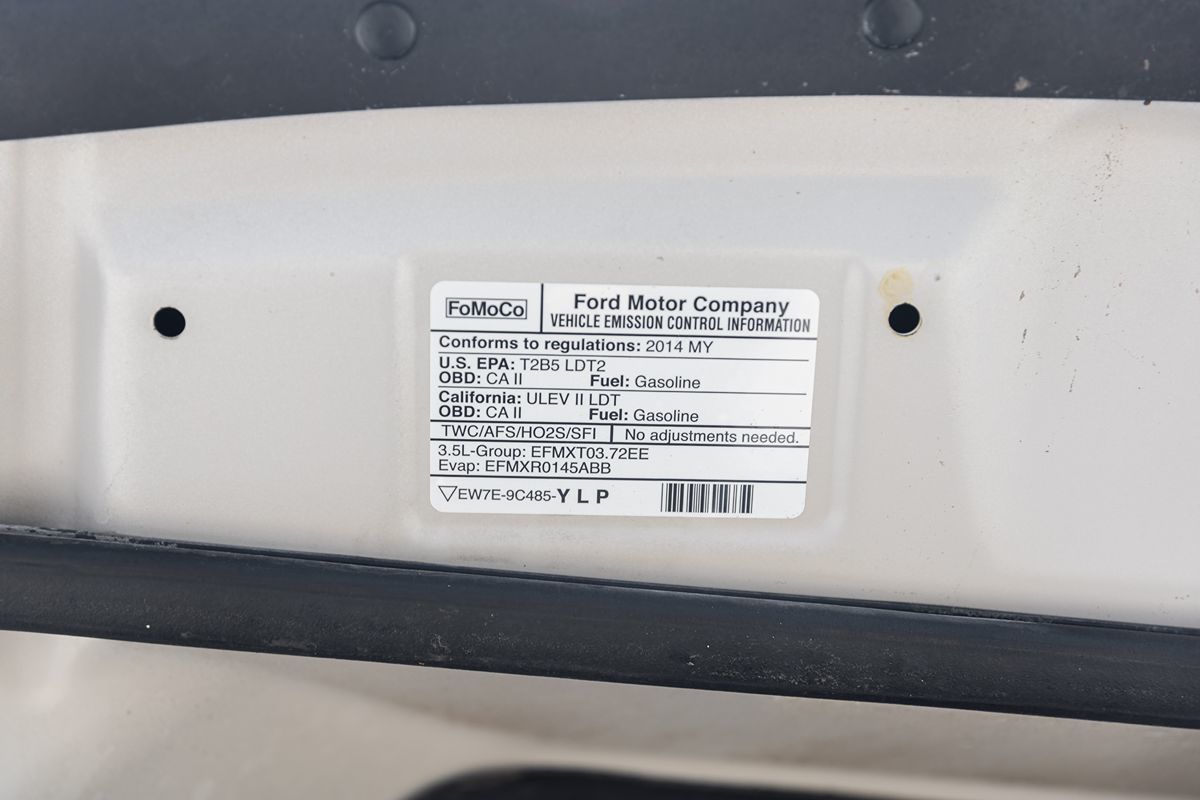 FoMoCo
Ford Motor Company
VEHICLE EMISSION CONTROL INFORMATION
Conforms to regulations: 2014 MY
U.S. EPA: T2B5 LDT2
OBD: CA II Fuel: Gasoline
California: ULEV II LDT
OBD: CA II Fuel: Gasoline
TWC/AFS/HO2S/SFI No adjustments needed.
3.5L-Group: EFMXT03.72EE
Evap: EFMXR0145ABB
EW7E-9C485-Y L P